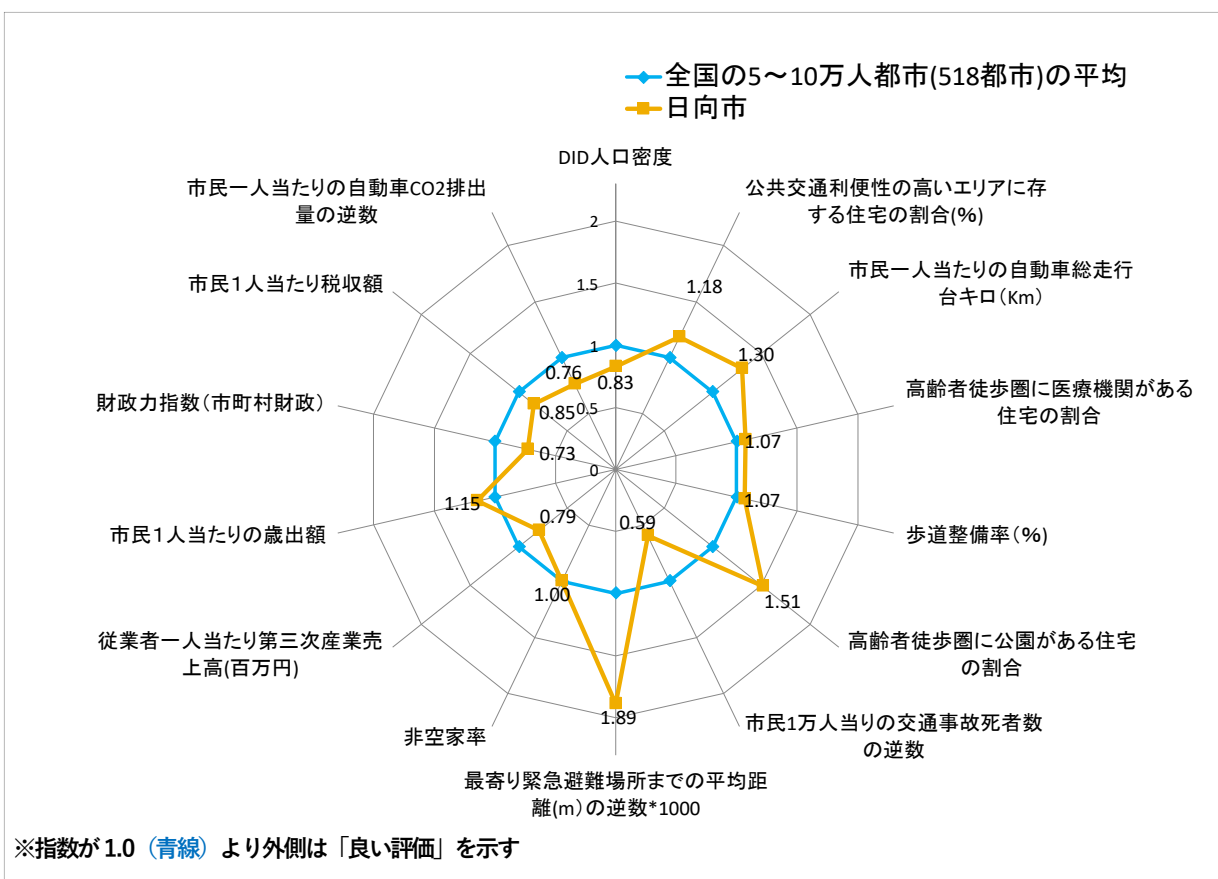 全国の5～10万人都市(518都市)の平均
日向市
DID人口密度
公共交通利便性の高いエリアに存
する住宅の割合(%)
市民一人当たりの自動車総走行
台キロ（Km）
高齢者徒歩圏に医療機関がある
住宅の割合
歩道整備率（%）
高齢者徒歩圏に公園がある住宅
の割合
市民1万人当りの交通事故死者数
の逆数
最寄り緊急避難場所までの平均距
離(m）の逆数*1000
非空家率
従業者一人当たり第三次産業売
上高(百万円)
市民１人当たりの歳出額
財政力指数（市町村財政）
市民１人当たり税収額
市民一人当たりの自動車CO2排出
量の逆数
2
1.5
1
0.5
0
0.83
1.18
1.30
1.07
1.07
1.51
0.59
1.89
1.00
0.79
1.15
0.73
0.85
0.76
※指数が 1.0（青線）より外側は「良い評価」を示す